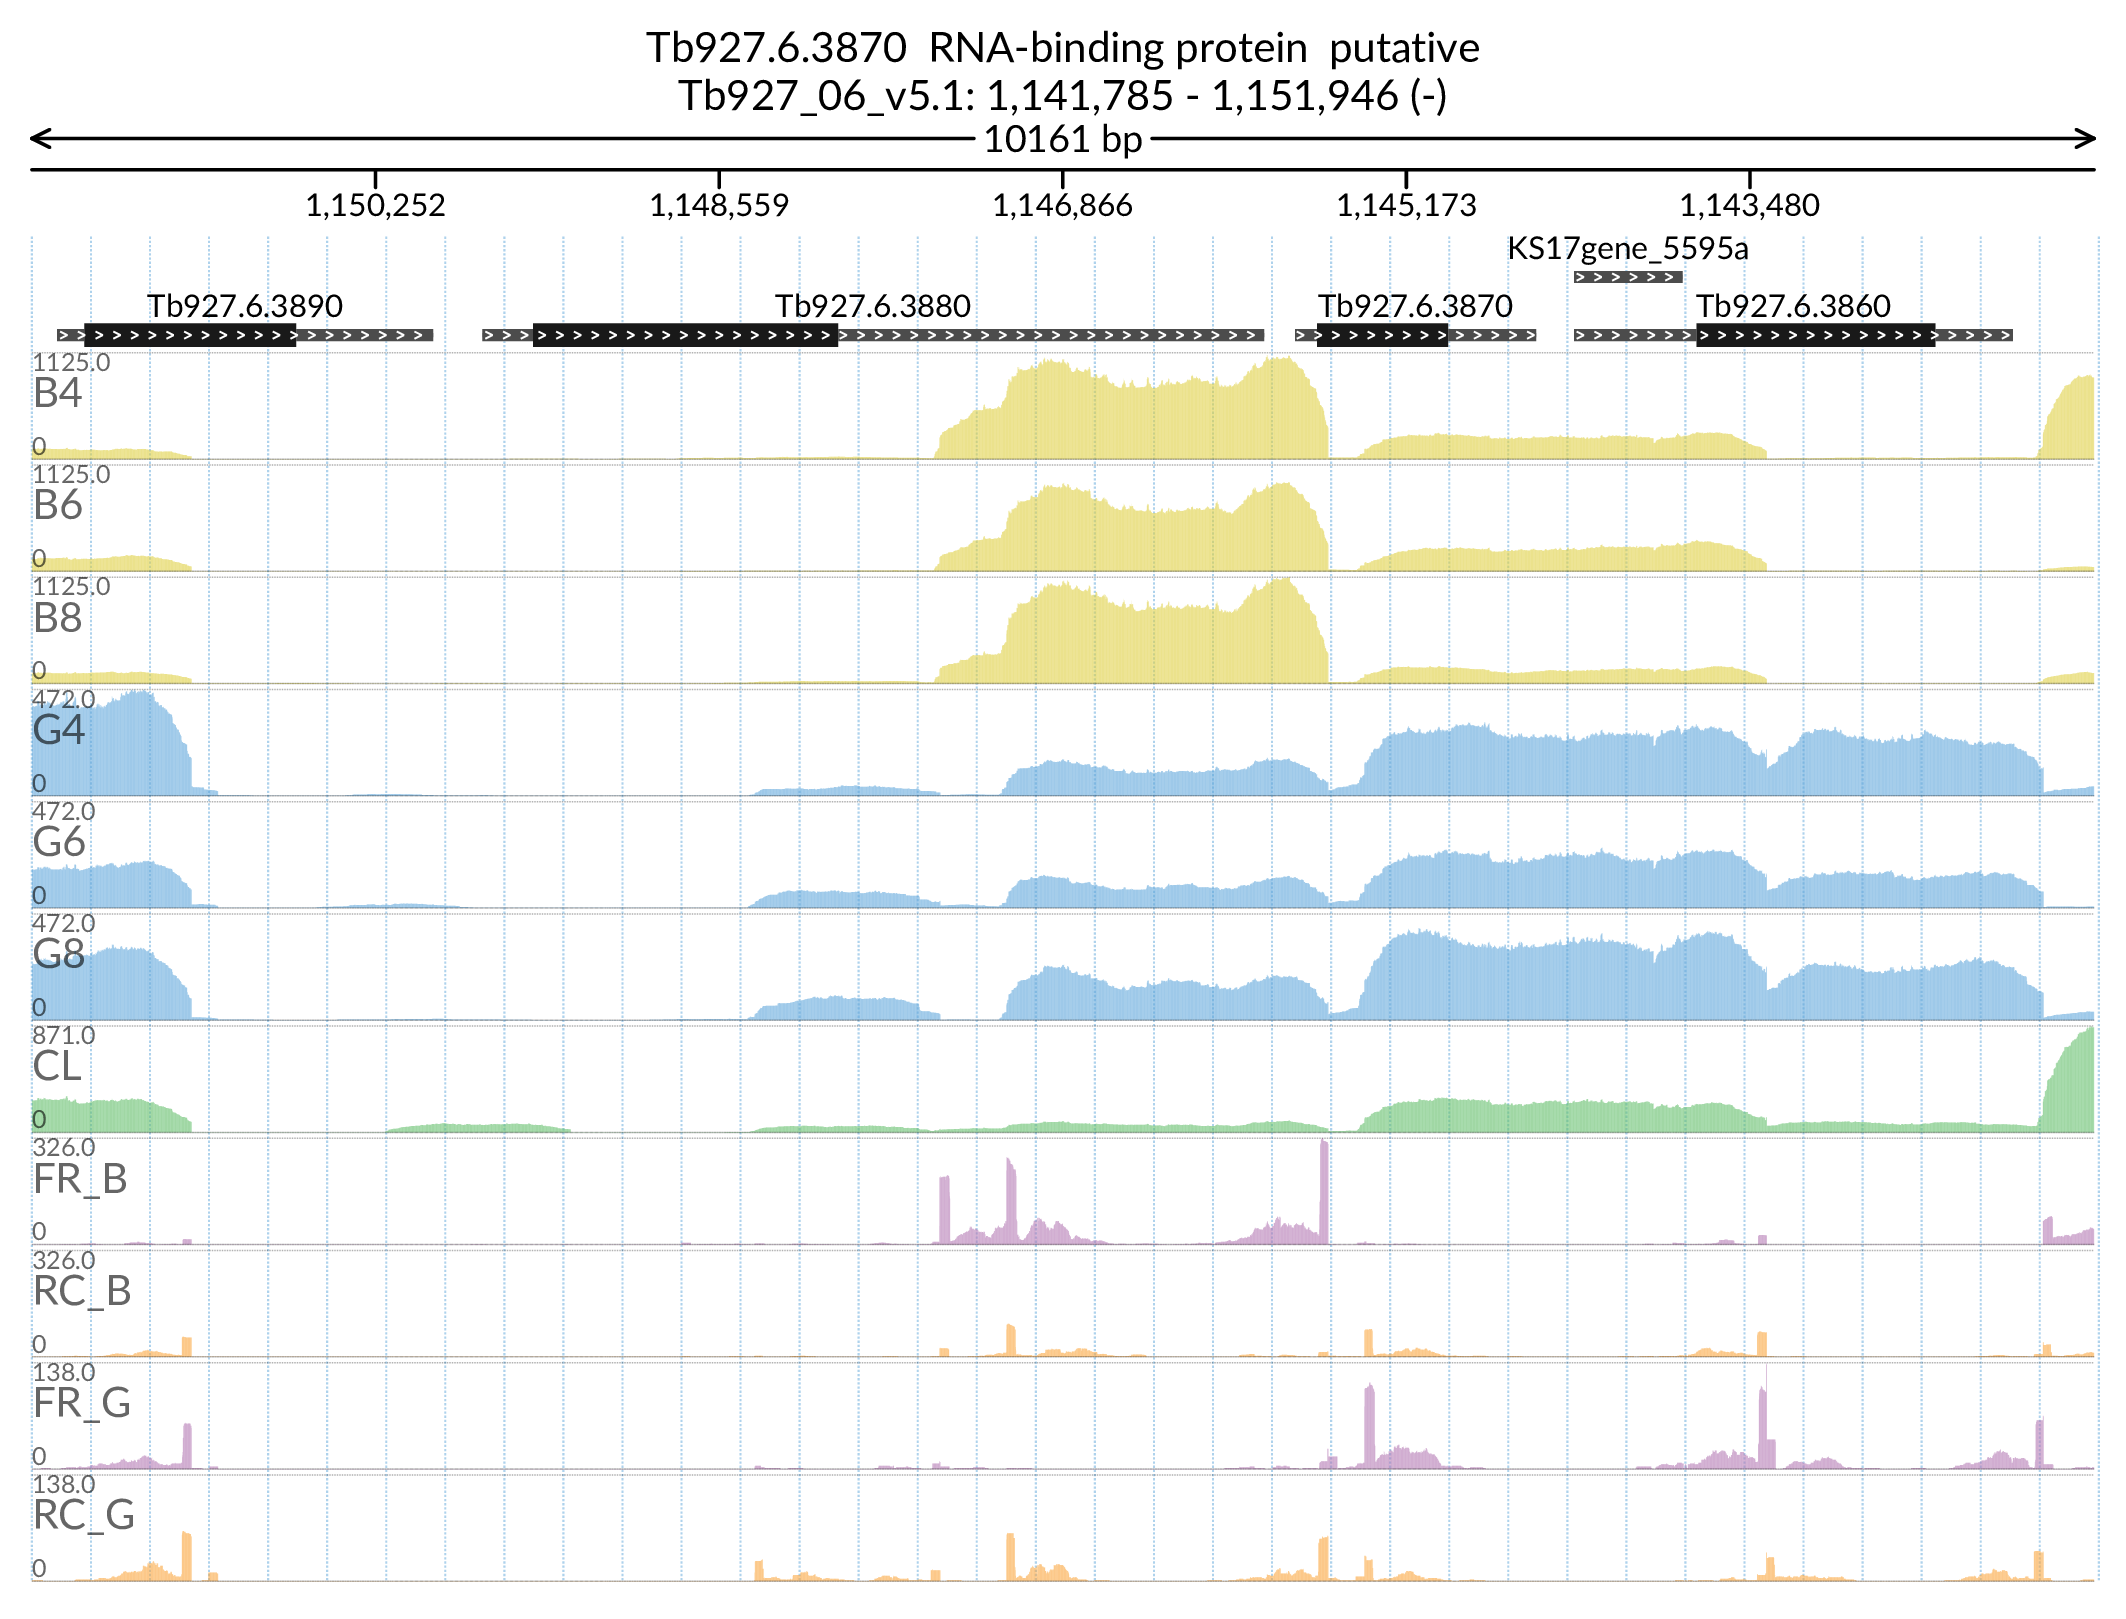 Tb927.6.3870  RNA-binding protein  putative
Tb927_06_v5.1: 1,141,785 - 1,151,946 (-)
10161 bp
1,150,252 1,148,559 1,146,866 1,145,173 1,143,480
KS17gene_5595a
Tb927.6.3890 Tb927.6.3880 Tb927.6.3870 Tb927.6.3860
1125.0
B4
0
1125.0
B6
0
1125.0
B8
0
472.0
G4
0
472.0
G6
0
472.0
G8
0
871.0
CL
0
326.0
FR_B
0
326.0
RC_B
0
138.0
FR_G
0
138.0
RC_G
0